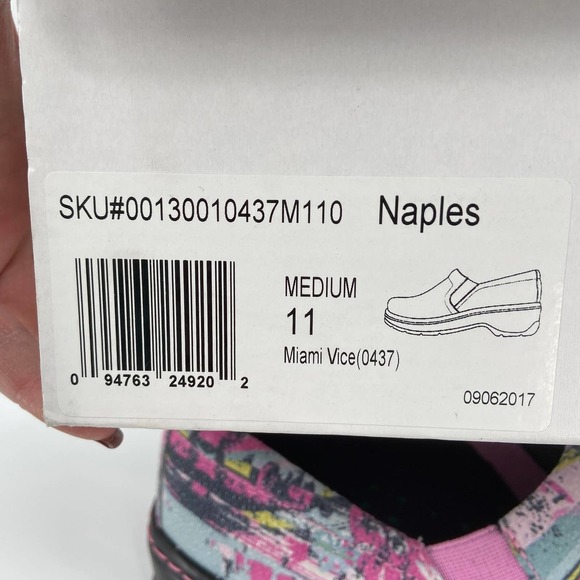 SKU#00130010437M110 Naples
MEDIUM
11
Miami Vice(0437)
0 94763 24920 2
09062017